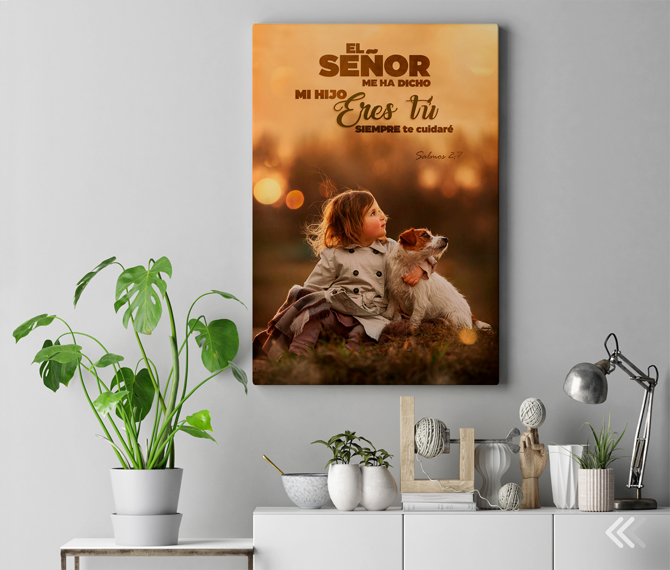 EL
SEÑOR
ME HA DICHO
MI HIJO
Eres tú
SIEMPRE te cuidaré
Salmos 2:7